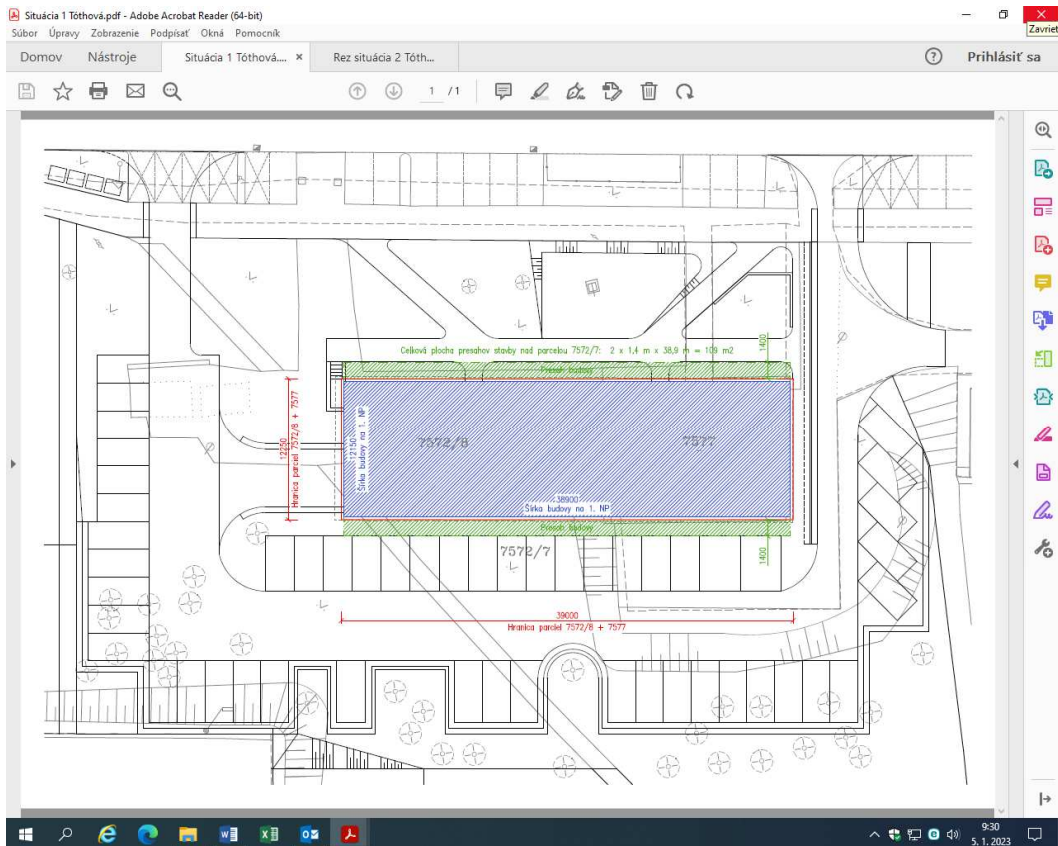 Situácia 1 Tóthová.pdf - Adobe Acrobat Reader (64-bit)
Zavrieť
Súbor Úpravy Zobrazenie Podpísať Okná Pomocník
Domov Nástroje Situácia 1 Tóthová.... × Rez situácia 2 Tóth... Prihlásiť sa
1 / 1
Celková plocha presahov stavby nad parcelou 7572/7: 2 x 1,4 m x 38,9 m = 109 m2
1400
Presah budovy
12250
Hranica parciel 7572/8 + 7577
12150
Šírka budovy na 1. NP
7572/8
7577
38900
Šírka budovy na 1. NP
Presah budovy
7572/7
1400
39000
Hranica parciel 7572/8 + 7577
9:30
5. 1. 2023